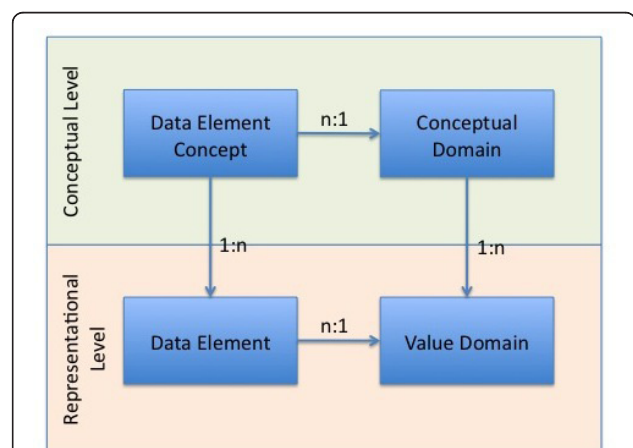 Conceptual Level
Data Element
Concept
n:1
Conceptual
Domain
1:n
1:n
Representational
Level
Data Element
n:1
Value Domain